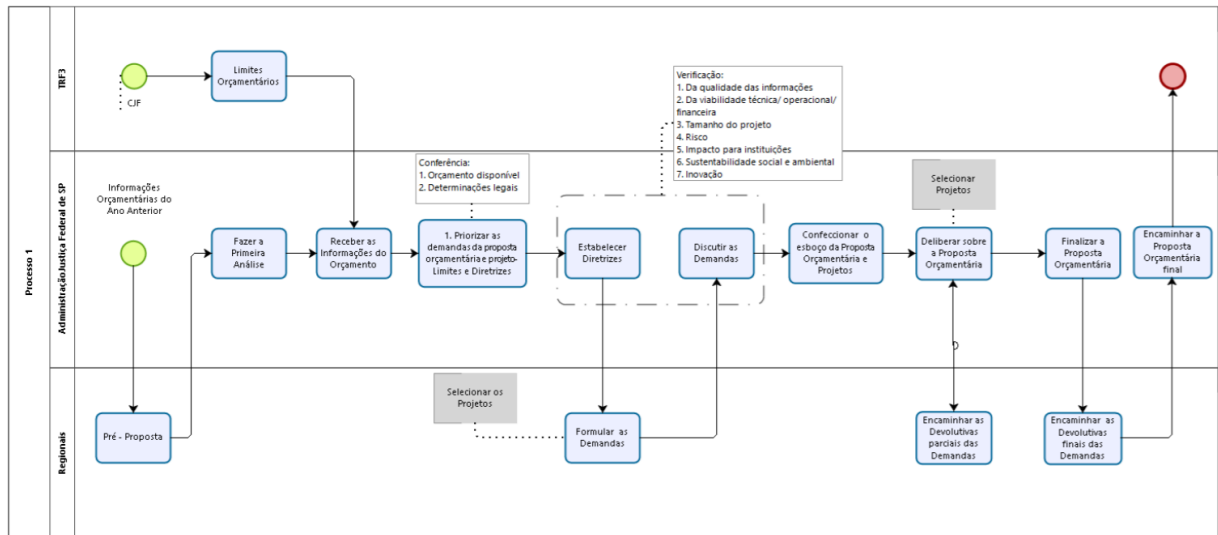 Processo 1
TRF3
CJF
Limites
Orçamentários
Verificação:
1. Da qualidade das informações
2. Da viabilidade técnica/ operacional/
financeira
3. Tamanho do projeto
4. Risco
5. Impacto para instituições
6. Sustentabilidade social e ambiental
7. Inovação
Administração/Justiça Federal de SP
Informações
Orçamentárias do
Ano Anterior
Fazer a
Primeira
Análise
Receber as
Informações do
Orçamento
Conferência:
1. Orçamento disponível
2. Determinações legais
1. Priorizar as
demandas da proposta
orçamentária e projeto-
Limites e Diretrizes
Estabelecer
Diretrizes
Discutir as
Demandas
Confeccionar o
esboço da Proposta
Orçamentária e
Projetos
Selecionar
Projetos
Deliberar sobre
a Proposta
Orçamentária
Finalizar a
Proposta
Orçamentária
Encaminhar a
Proposta
Orçamentária
final
Regionais
Pré - Proposta
Selecionar os
Projetos
Formular as
Demandas
Encaminhar as
Devolutivas
parciais das
Demandas
Encaminhar as
Devolutivas
finais das
Demandas